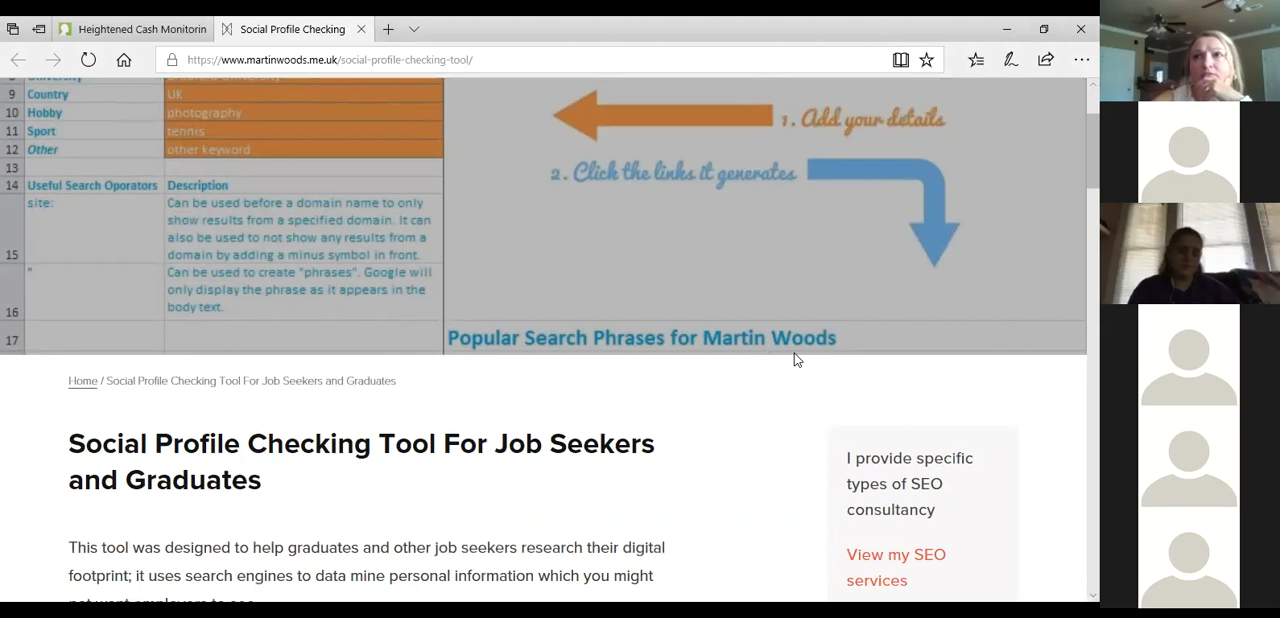 Heightened Cash Monitorin
Social Profile Checking
https://www.martinwoods.me.uk/social-profile-checking-tool/
9 Country UK
10 Hobby photography
11 Sport tennis
12 Other other keyword
13
14 Useful Search Oporators Description
site: Can be used before a domain name to only
show results from a specified domain. It can
also be used to not show any results from a
15 domain by adding a minus symbol in front.
" Can be used to create "phrases". Google will
only display the phrase as it appears in the
16 body text.
17
1. Add your details
2. Click the links it generates
Popular Search Phrases for Martin Woods
Home / Social Profile Checking Tool For Job Seekers and Graduates
Social Profile Checking Tool For Job Seekers
and Graduates
This tool was designed to help graduates and other job seekers research their digital
footprint; it uses search engines to data mine personal information which you might
I provide specific
types of SEO
consultancy
View my SEO
services